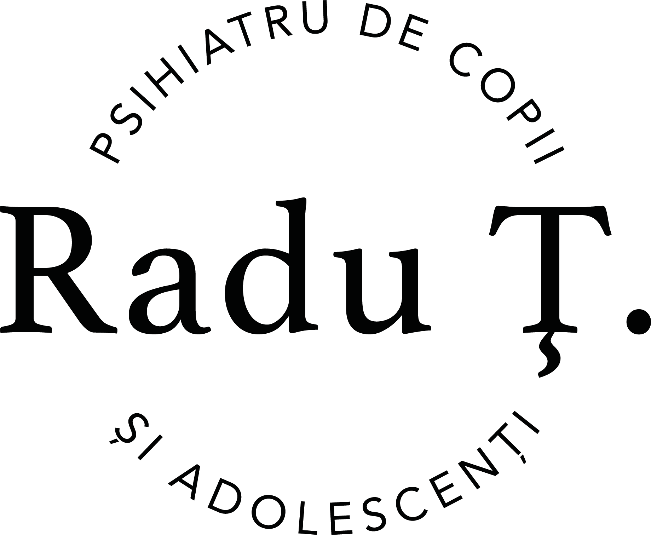 PSIHIATRU DE COPII
Radu Ţ.
ȘI ADOLESCENȚI